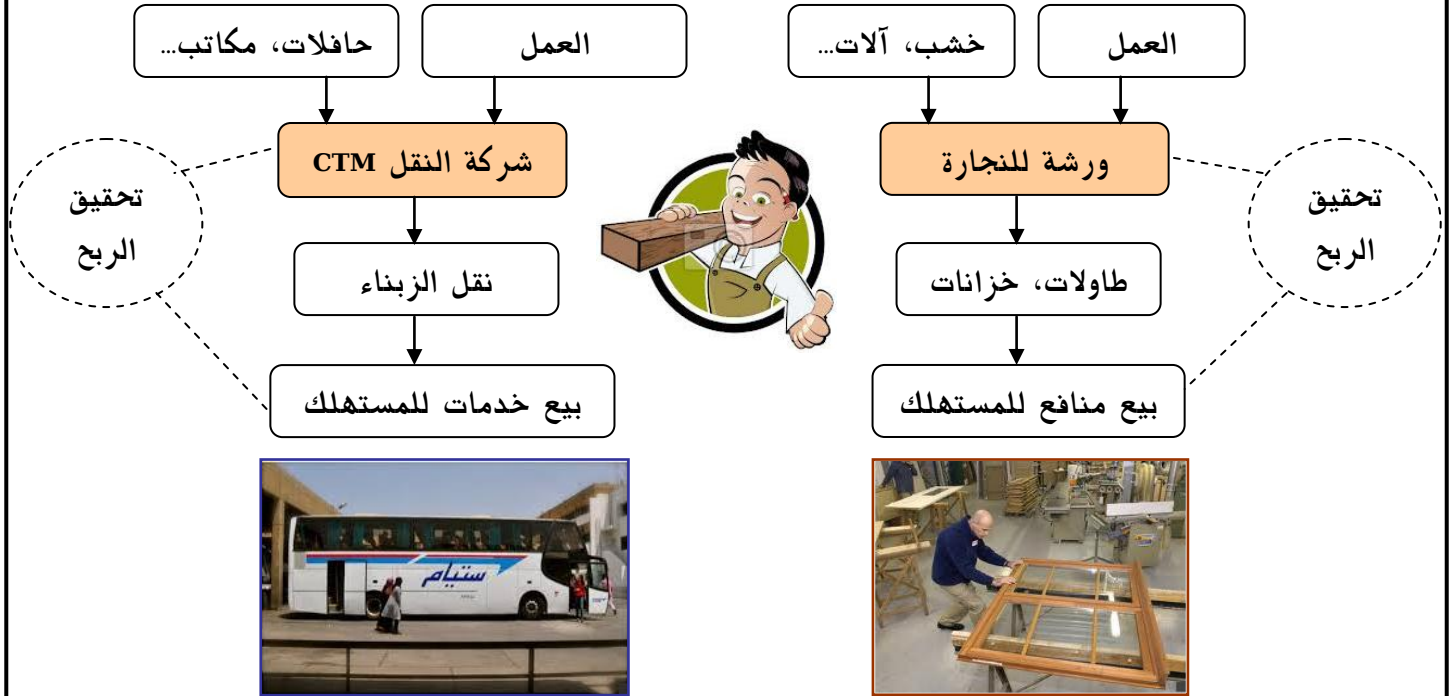 العمل
خشب، آلات...
العمل
حافلات، مكاتب...
ورشة للنجارة
شركة النقل CTM
تحقيق
الربح
تحقيق
الربح
طاولات، خزانات
نقل الزبناء
بيع منافع للمستهلك
بيع خدمات للمستهلك
ستيام